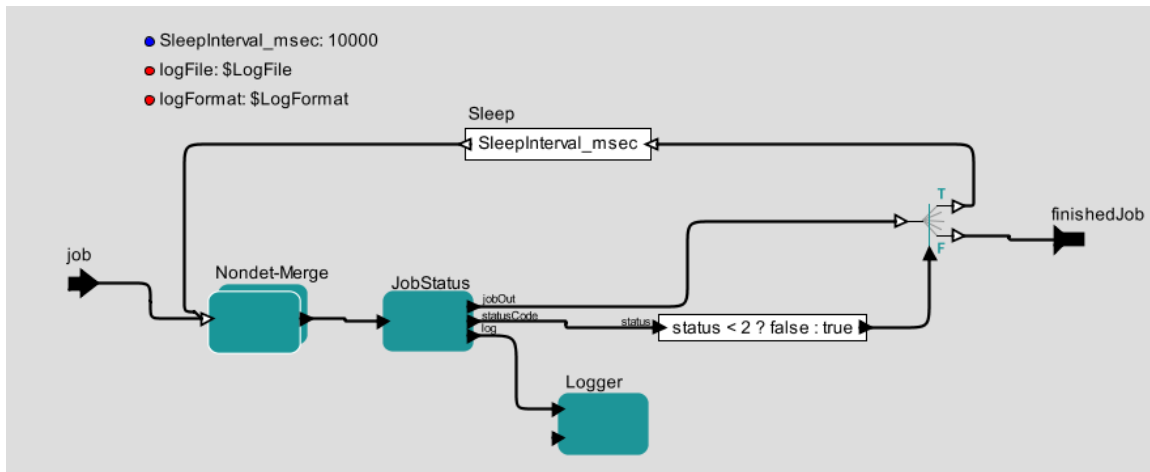 SleepInterval_msec: 10000
logFile: $LogFile
logFormat: $LogFormat
Sleep
SleepInterval_msec
T
finishedJob
F
job
Nondet-Merge
JobStatus
jobOut
statusCode
log
status
status < 2 ? false : true
Logger